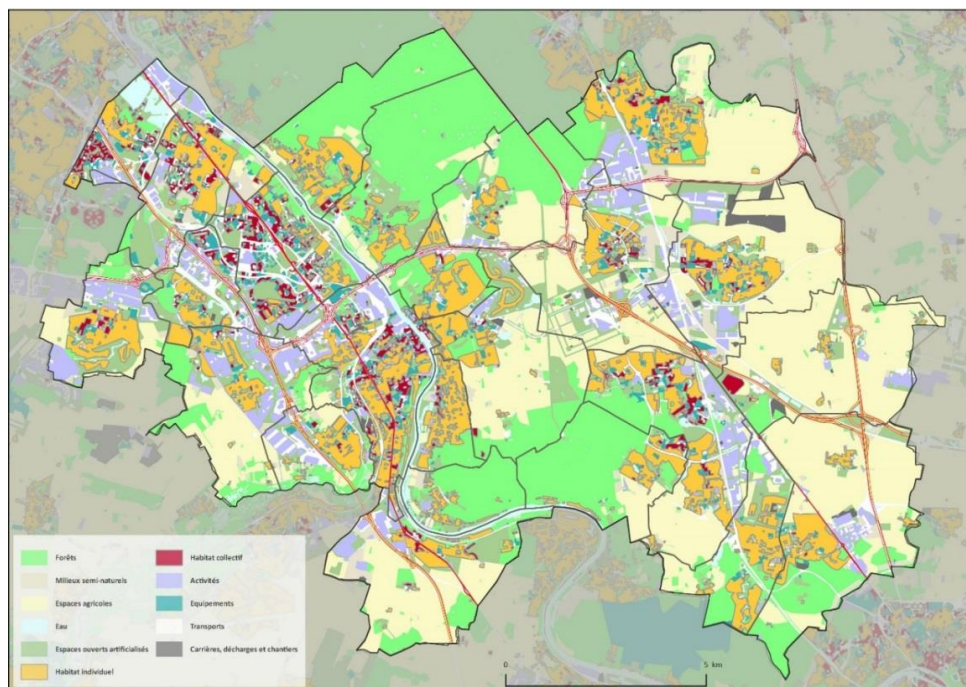 Forêts
Milieux semi-naturels
Espaces agricoles
Eau
Espaces ouverts artificialisés
Habitat individuel
Habitat collectif
Activités
Equipements
Transports
Carrières, décharges et chantiers
0 5 km